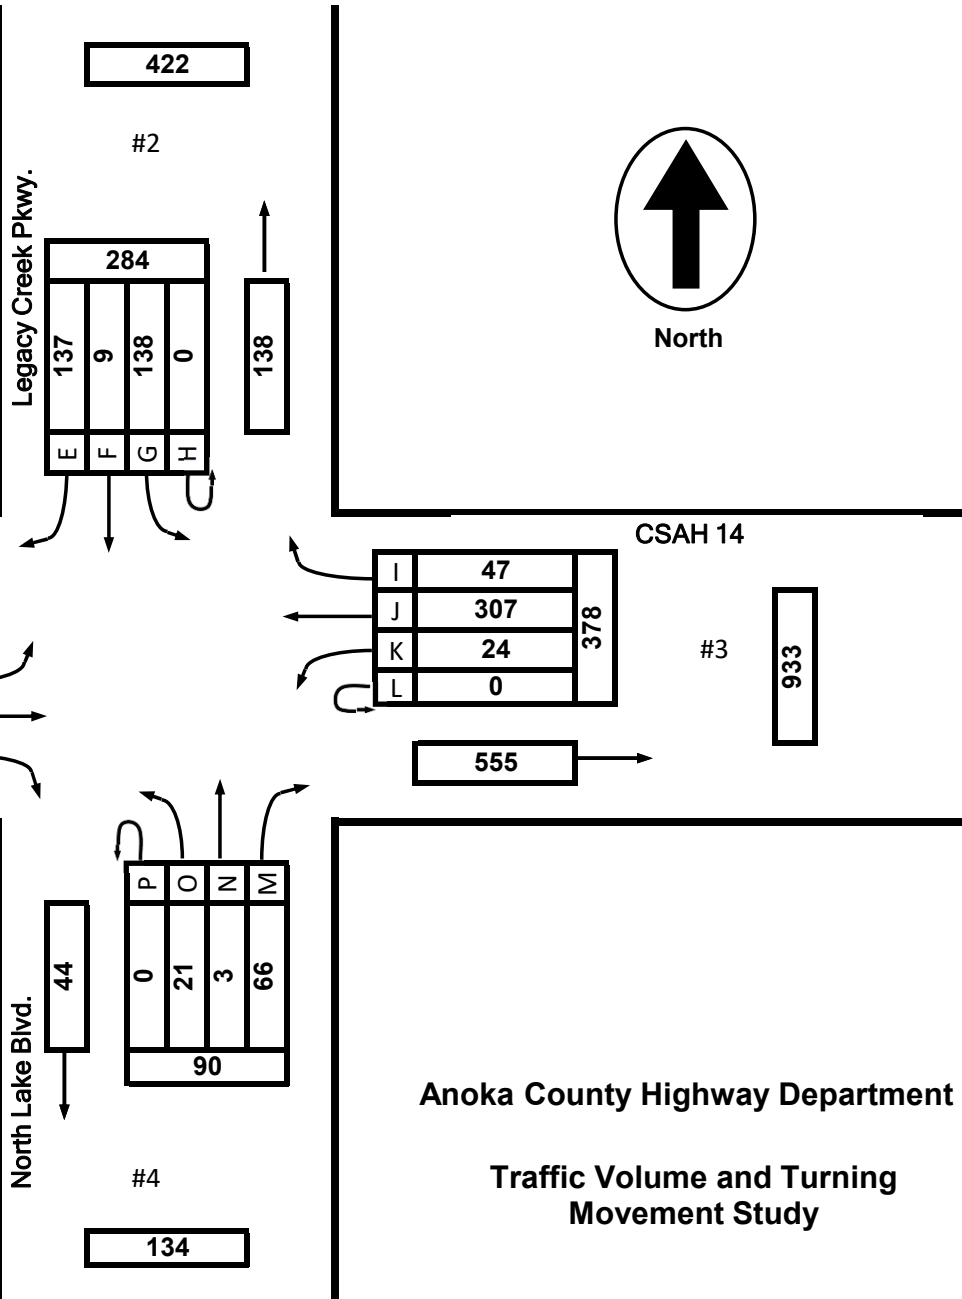 422
#2
Legacy Creek Pkwy.
284
137
9
138
0
E
F
G
H
138
North
CSAH 14
I
47
J
307
K
24
L
0
378
#3
933
555
P
O
N
M
0
21
3
66
90
44
North Lake Blvd.
#4
134
Anoka County Highway Department
Traffic Volume and Turning
Movement Study